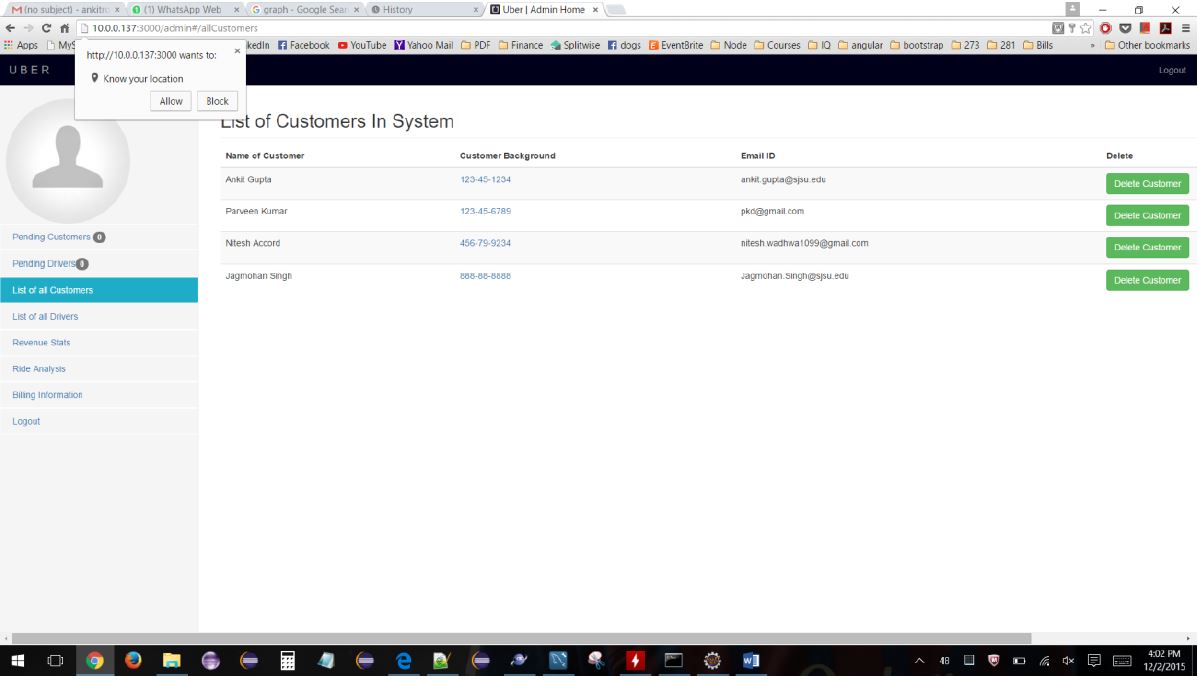 (no subject) - ankitro × (1) WhatsApp Web × graph - Google Sear × History × Uber | Admin Home ×
10.0.0.137:3000/admin#/allCustomers
Apps MyS kedIn Facebook YouTube Yahoo Mail PDF Finance Splitwise dogs EventBrite Node Courses IQ angular bootstrap 273 281 Bills » Other bookmarks
http://10.0.0.137:3000 wants to: ×
Know your location
Allow Block
UBER Logout
List of Customers In System
Name of Customer Customer Background Email ID Delete
Ankit Gupta 123-45-1234 ankit.gupta@sjsu.edu Delete Customer
Parveen Kumar 123-45-6789 pkd@gmail.com Delete Customer
Nitesh Accord 456-79-9234 nitesh.wadhwa1099@gmail.com Delete Customer
Jagmohan Singh 888-88-8888 Jagmohan.Singh@sjsu.edu Delete Customer
Pending Customers 0
Pending Drivers 0
List of all Customers
List of all Drivers
Revenue Stats
Ride Analysis
Billing Information
Logout
48 4:02 PM
12/2/2015